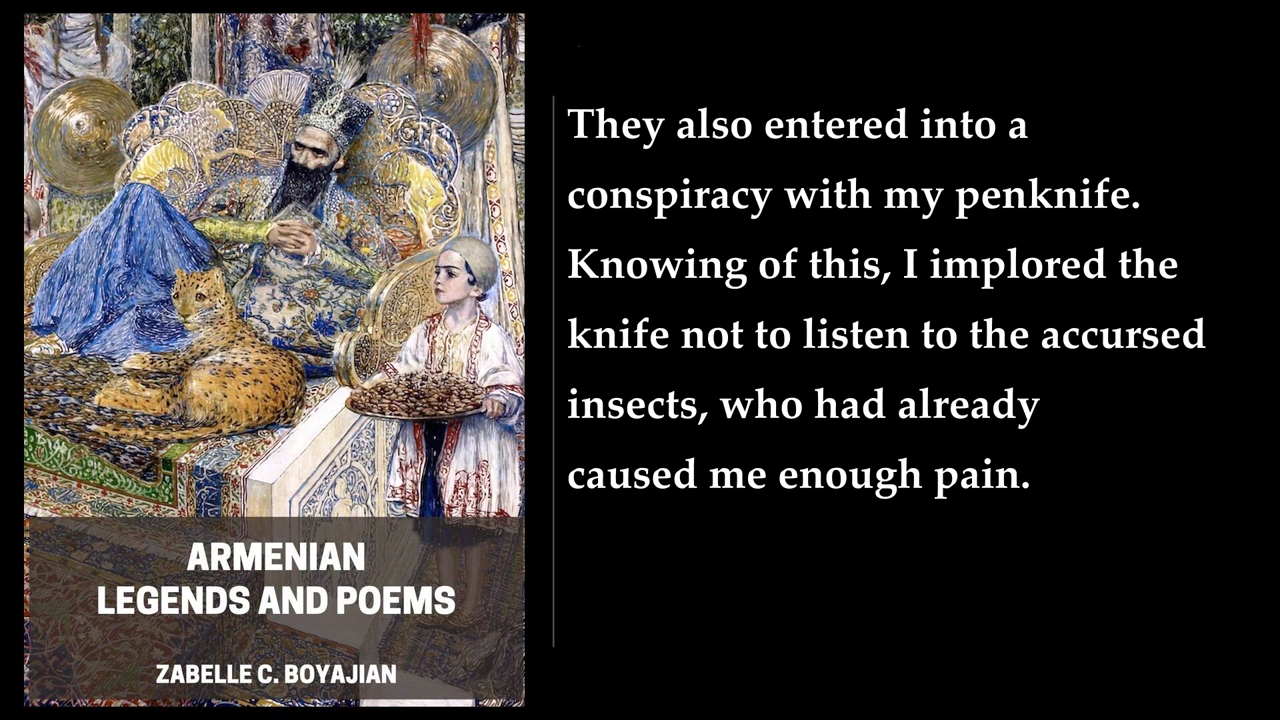 They also entered into a
conspiracy with my penknife.
Knowing of this, I implored the
knife not to listen to the accursed
insects, who had already
caused me enough pain.
ARMENIAN
LEGENDS AND POEMS
ZABELLE C. BOYAJIAN